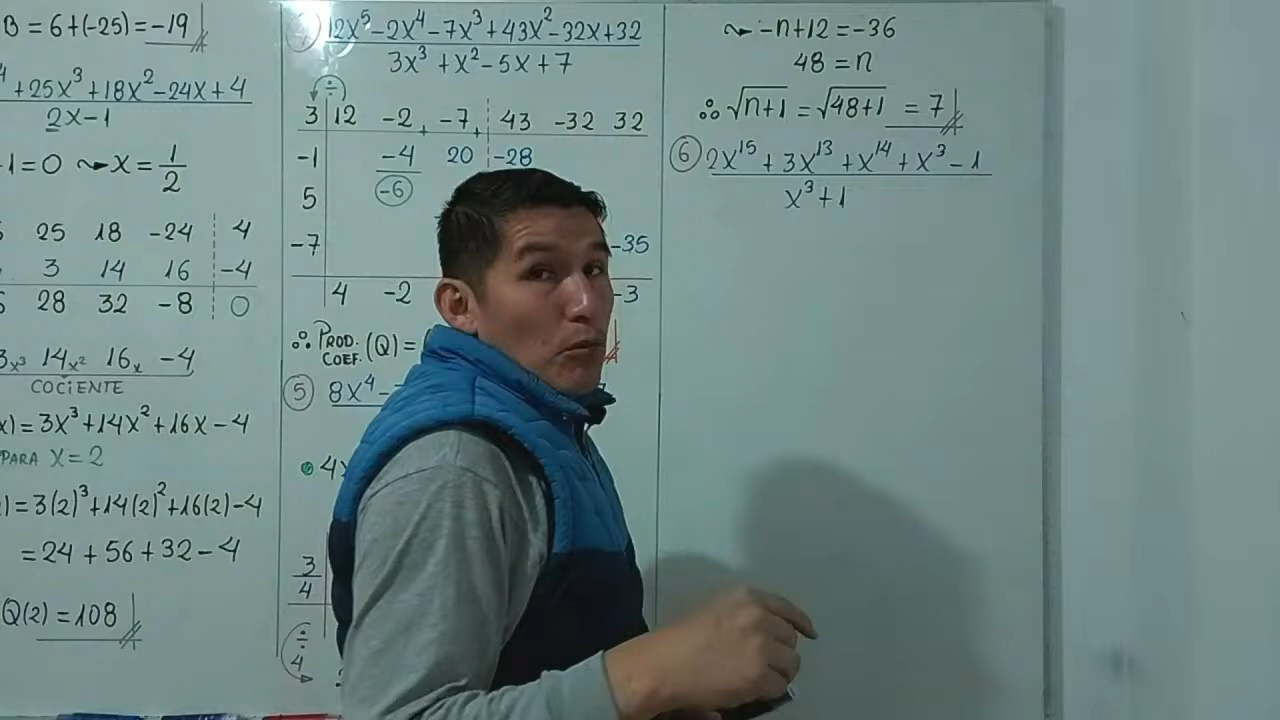 B = 6+(-25) = -19
4 +25x³+18x²-24x+4
2x-1
-1=0 ⤳ x = 1/2
25 18 -24 4
3 14 16 -4
28 32 -8 0
3x³ 14x² 16x -4
COCIENTE
x)=3x³+14x²+16x-4
PARA x=2
)=3(2)³+14(2)²+16(2)-4
=24+56+32-4
Q(2)=108
12x⁵-2x⁴-7x³+43x²-32x+32
3x³+x²-5x+7
÷
3 12 -2 + -7 + 43 -32 32
-1 -4 20 -28
-6
5
-7 -35
4 -2 -3
∴ PROD. COEF. (Q) =
5 8x⁴-
4x
3/4
÷
4
⤳ -n+12=-36
48 = n
∴ √n+1 = √48+1 = 7
6 2x¹⁵+3x¹³+x¹⁴+x³-1
x³+1